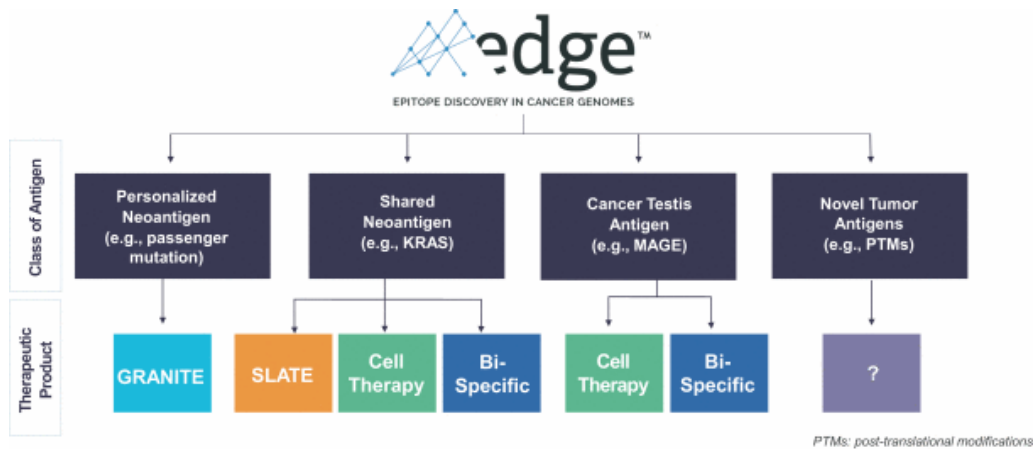 edge™
EPITOPE DISCOVERY IN CANCER GENOMES
Class of Antigen
Personalized
Neoantigen
(e.g., passenger
mutation)
Shared
Neoantigen
(e.g., KRAS)
Cancer Testis
Antigen
(e.g., MAGE)
Novel Tumor
Antigens
(e.g., PTMs)
Therapeutic
Product
GRANITE
SLATE
Cell
Therapy
Bi-
Specific
Cell
Therapy
Bi-
Specific
?
PTMs: post-translational modifications